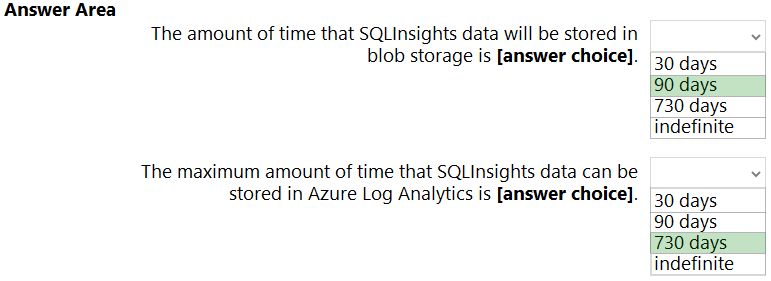 Answer Area
The amount of time that SQLInsights data will be stored in
blob storage is [answer choice].
30 days
90 days
730 days
indefinite
The maximum amount of time that SQLInsights data can be
stored in Azure Log Analytics is [answer choice].
30 days
90 days
730 days
indefinite